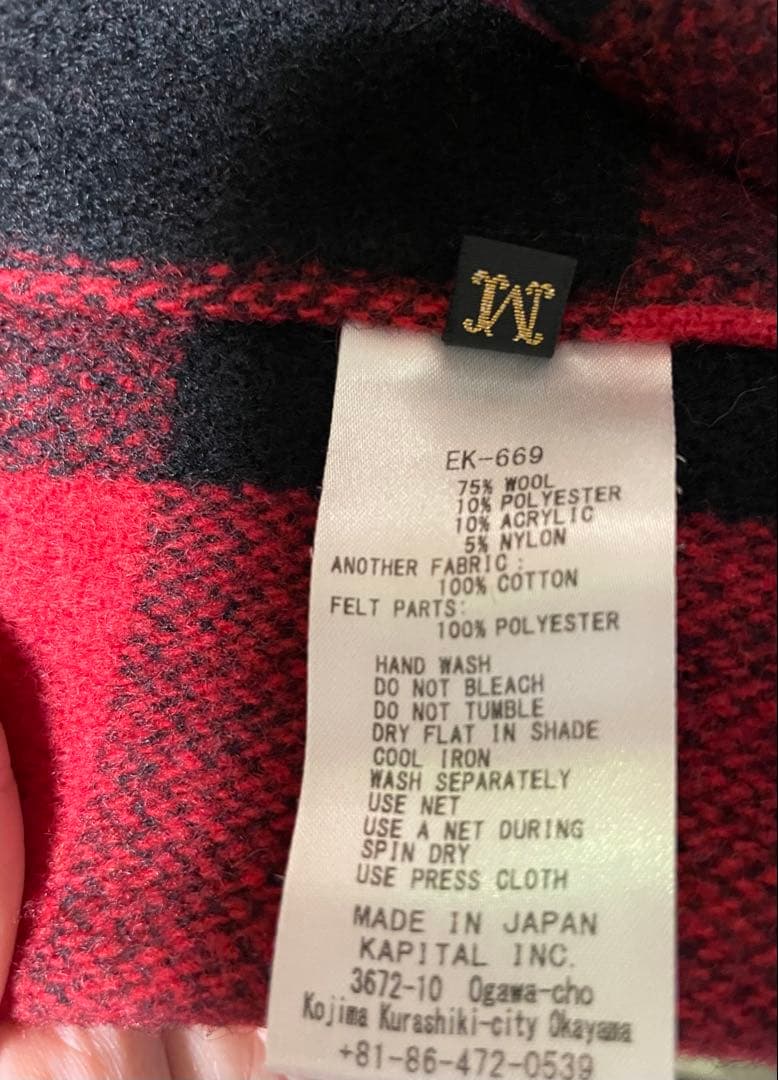 M
EK-669
75% WOOL
10% POLYESTER
10% ACRYLIC
5% NYLON
ANOTHER FABRIC:
100% COTTON
FELT PARTS:
100% POLYESTER
HAND WASH
DO NOT BLEACH
DO NOT TUMBLE
DRY FLAT IN SHADE
COOL IRON
WASH SEPARATELY
USE NET
USE A NET DURING
SPIN DRY
USE PRESS CLOTH
MADE IN JAPAN
KAPITAL INC.
3672-10 Ogawa-cho
Kojima Kurashiki-city Okayama
+81-86-472-0539